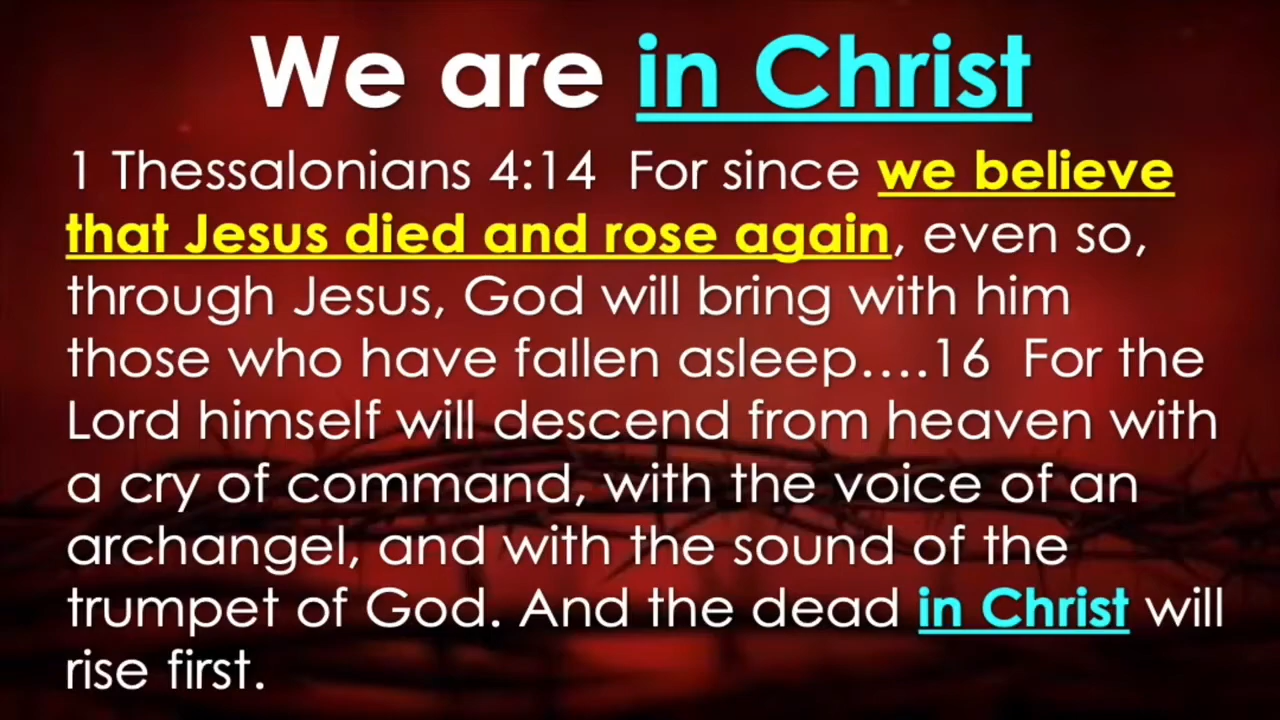 We are in Christ
1 Thessalonians 4:14  For since we believe
that Jesus died and rose again, even so,
through Jesus, God will bring with him
those who have fallen asleep….16  For the
Lord himself will descend from heaven with
a cry of command, with the voice of an
archangel, and with the sound of the
trumpet of God. And the dead in Christ will
rise first.